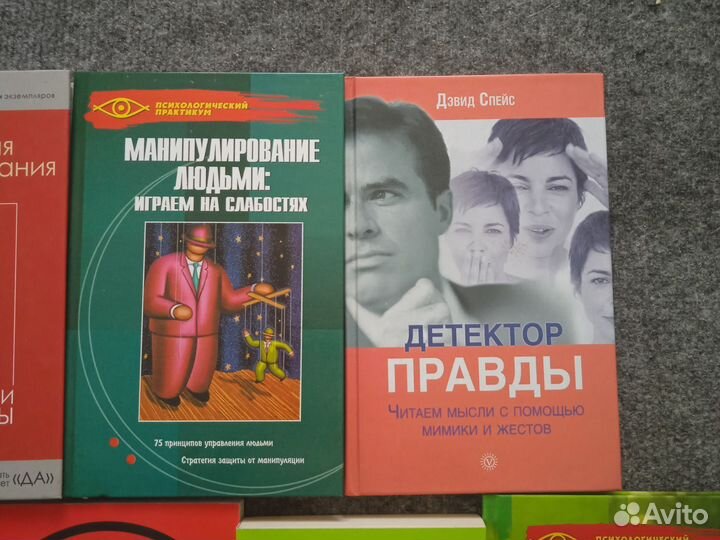 экземпляров
ДА»
ПСИХОЛОГИЧЕСКИЙ
ПРАКТИКУМ
МАНИПУЛИРОВАНИЕ
ЛЮДЬМИ:
ИГРАЕМ НА СЛАБОСТЯХ
75 принципов управления людьми
Стратегия защиты от манипуляции
Дэвид Спейс
ДЕТЕКТОР
ПРАВДЫ
Читаем мысли с помощью
мимики и жестов
ПСИХОЛОГИЧЕСКИЙ
Avito